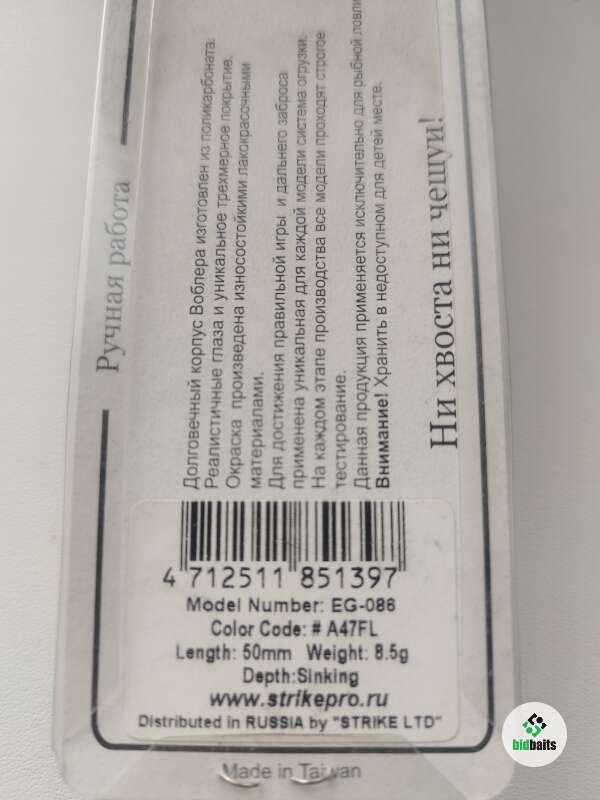 Ручная работа
Долговечный корпус Воблера изготовлен из поликарбоната.
Реалистичные глаза и уникальное трехмерное покрытие.
Окраска произведена износостойкими лакокрасочными
материалами.
Для достижения правильной игры и дальнего заброса
применена уникальная для каждой модели система огрузки.
На каждом этапе производства все модели проходят строгое
тестирование.
Данная продукция применяется исключительно для рыбной ловли
Внимание! Хранить в недоступном для детей месте.
Ни хвоста ни чешуи!
4 712511 851397
Model Number: EG-086
Color Code: # A47FL
Length: 50mm Weight: 8.5g
Depth:Sinking
www.strikepro.ru
Distributed in RUSSIA by "STRIKE LTD"
Made in Taiwan
bidbaits